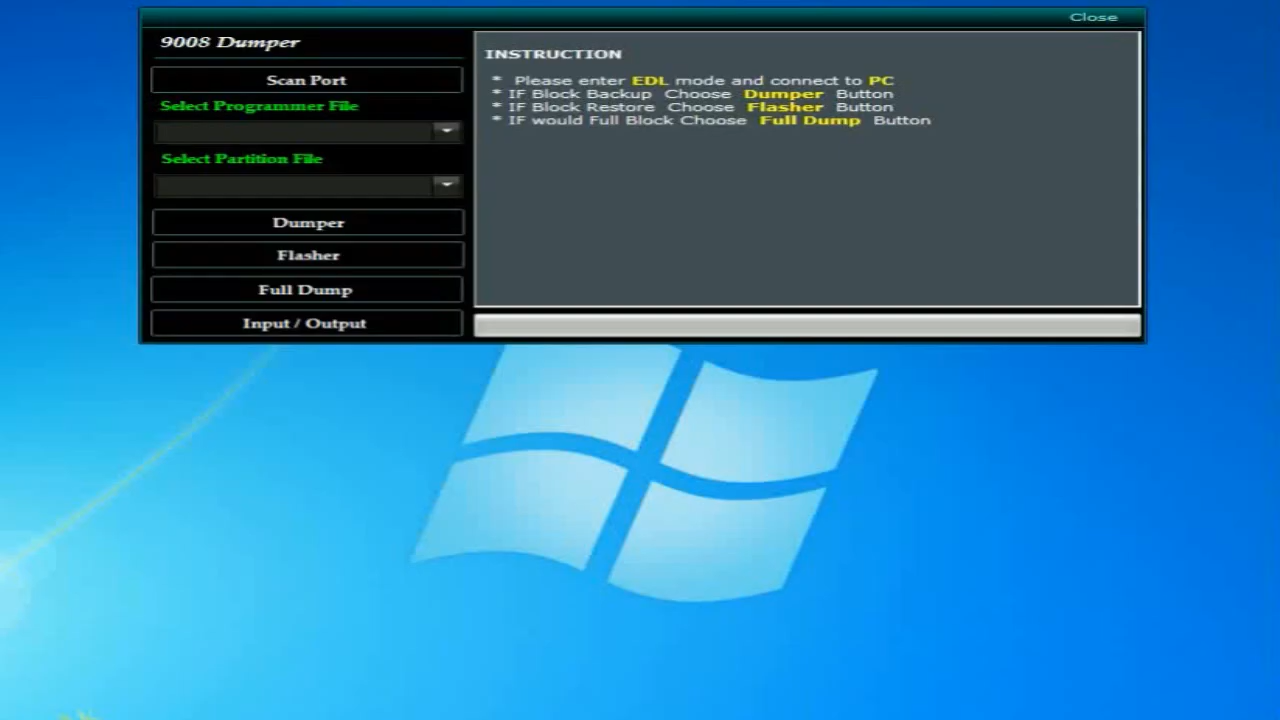 Close
9008 Dumper
Scan Port
Select Programmer File
Select Partition File
Dumper
Flasher
Full Dump
Input / Output
INSTRUCTION
* Please enter EDL mode and connect to PC
* IF Block Backup Choose Dumper Button
* IF Block Restore Choose Flasher Button
* IF would Full Block Choose Full Dump Button